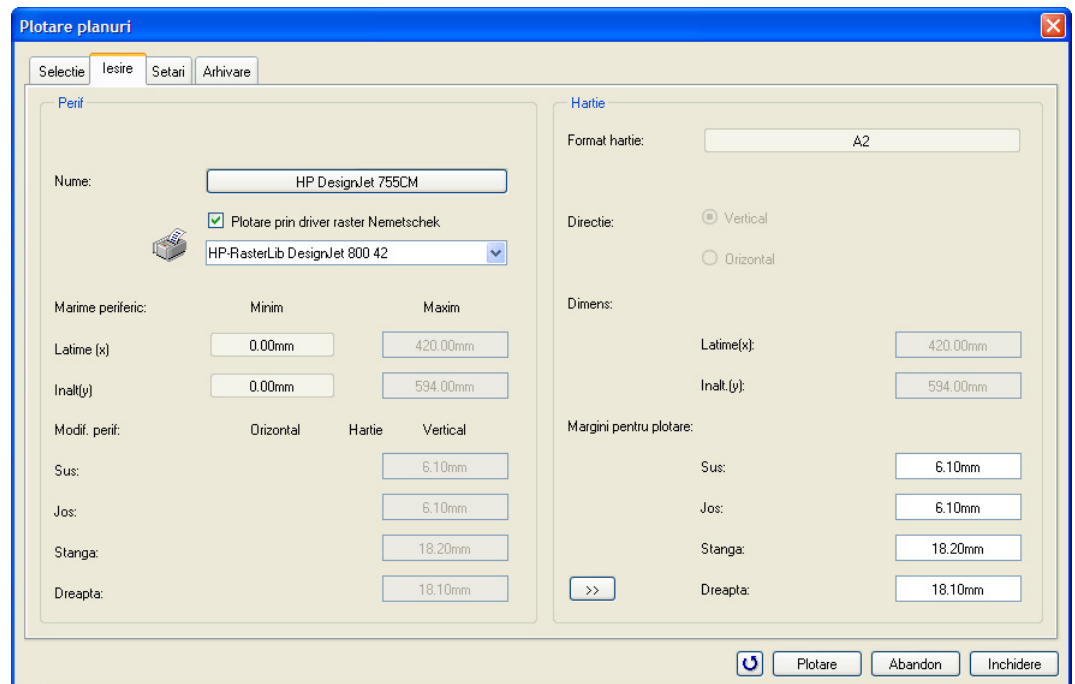 Plotare planuri
Selectie Iesire Setari Arhivare
Perif
Nume: HP DesignJet 755CM
Plotare prin driver raster Nemetschek
HP-RasterLib DesignJet 800 42
Marime periferic: Minim Maxim
Latime (x) 0.00mm 420.00mm
Inalt(y) 0.00mm 594.00mm
Modif. perif: Orizontal Hartie Vertical
Sus: 6.10mm
Jos: 6.10mm
Stanga: 18.20mm
Dreapta: 18.10mm
Hartie
Format hartie: A2
Directie: Vertical
Orizontal
Dimens:
Latime(x): 420.00mm
Inalt.(y): 594.00mm
Margini pentru plotare:
Sus: 6.10mm
Jos: 6.10mm
Stanga: 18.20mm
>> Dreapta: 18.10mm
Plotare Abandon Inchidere